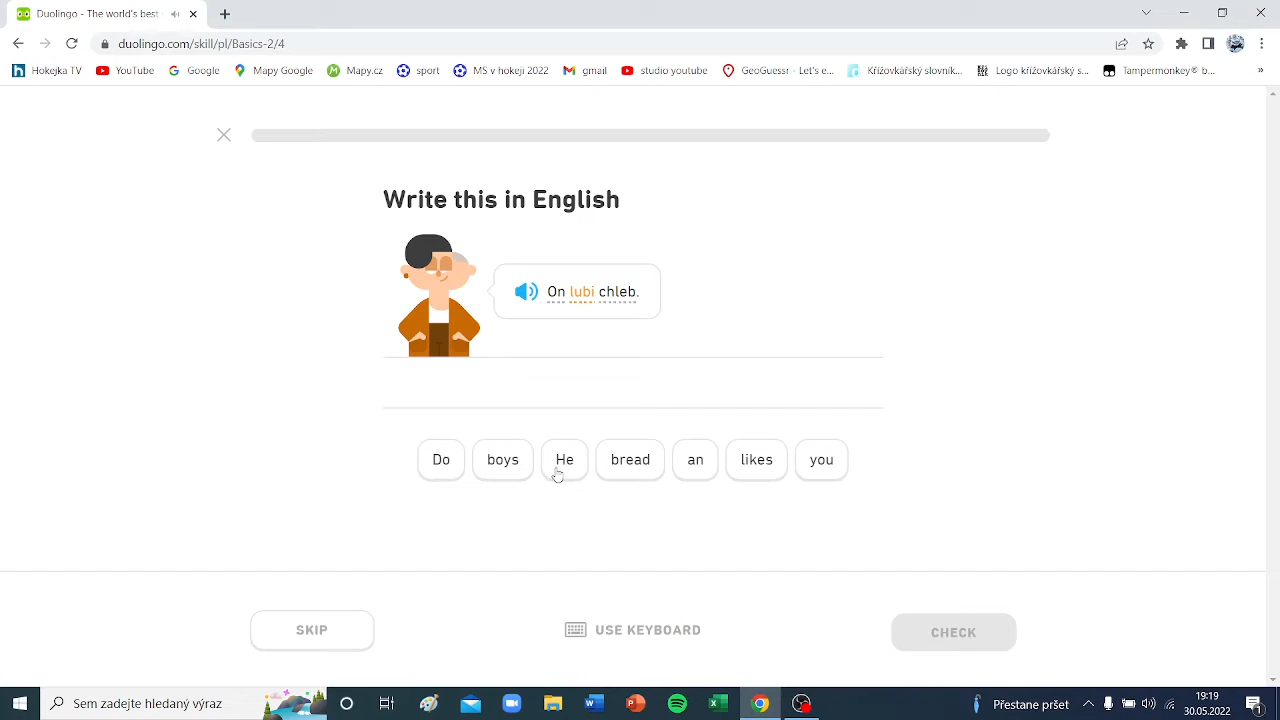 Duolingo - The world's best
duolingo.com/skill/pl/Basics-2/4
Hokejka TV YouTube Google Mapy Google Mapy.cz sport MS v hokeji 2022 gmail studio youtube GeoGuessr - Let's e... Křížovkářský slovník... Logo křížovkářský s... Tampermonkey® b... »
Write this in English
On lubi chleb.
Do boys He bread an likes you
SKIP USE KEYBOARD CHECK
Sem zadejte hledaný výraz Přestane pršet 19:19
30.05.2022